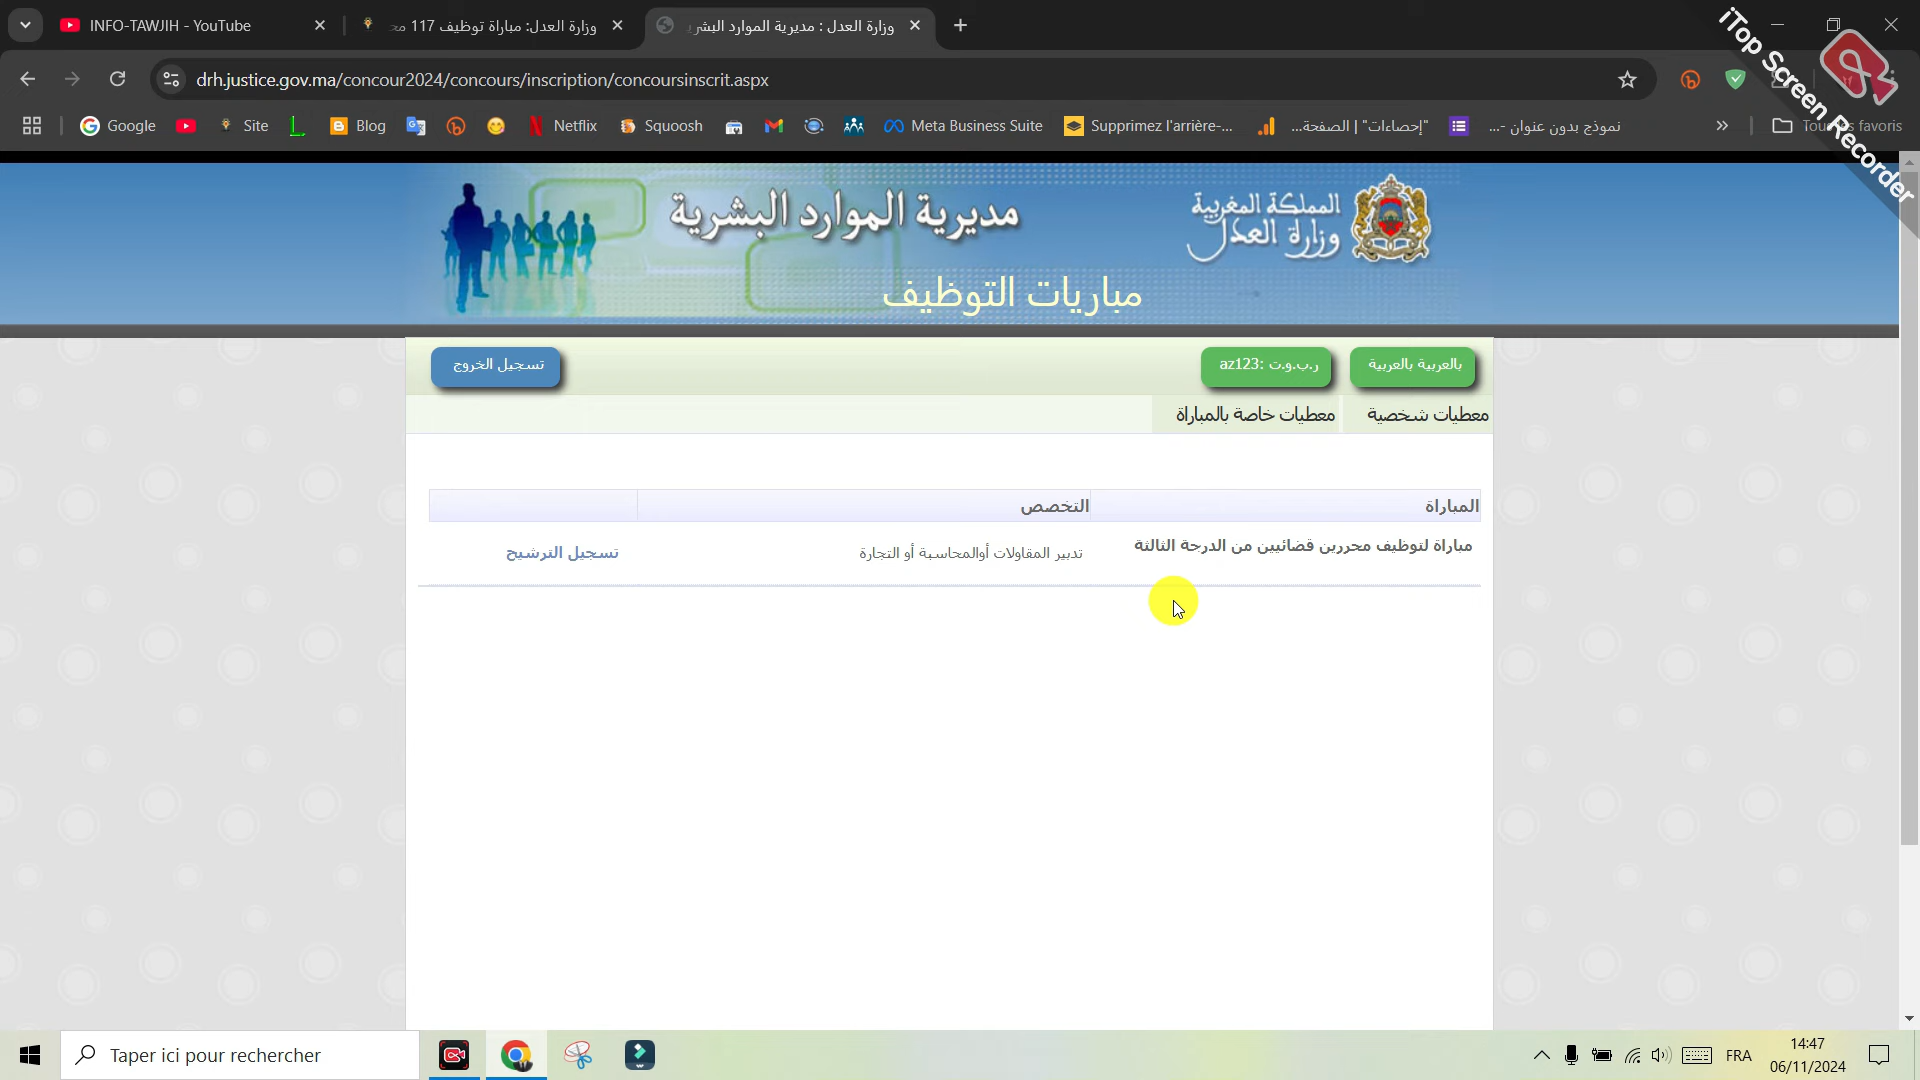 INFO-TAWJIH - YouTube
وزارة العدل: مباراة توظيف 117 مح
وزارة العدل : مديرية الموارد البشر
drh.justice.gov.ma/concour2024/concours/inscription/concoursinscrit.aspx
Google
Site
Blog
Netflix
Squoosh
Meta Business Suite
Supprimez l'arrière-...
"إحصاءات" | الصفحة...
نموذج بدون عنوان -...
favoris
iTop Screen Recorder
المملكة المغربية
وزارة العدل
مديرية الموارد البشرية
مباريات التوظيف
بالعربية بالعربية
ر.ب.و.ت :az123
تسجيل الخروج
معطيات شخصية
معطيات خاصة بالمباراة
المباراة
التخصص
مباراة لتوظيف محررين قضائيين من الدرجة الثالثة
تدبير المقاولات أوالمحاسبة أو التجارة
تسجيل الترشيح
Taper ici pour rechercher
FRA
14:47
06/11/2024